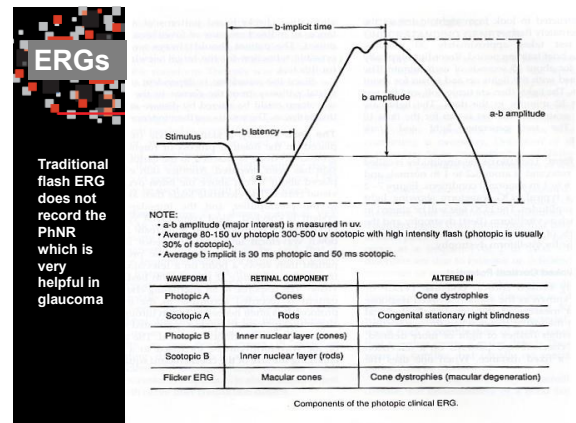 ERGs
Traditional
flash ERG
does not
record the
PhNR
which is
very
helpful in
glaucoma
b-implicit time
b amplitude
a-b amplitude
Stimulus
b latency
a
NOTE:
• a-b amplitude (major interest) is measured in uv.
• Average 80-150 uv photopic 300-500 uv scotopic with high intensity flash (photopic is usually
30% of scotopic).
• Average b implicit is 30 ms photopic and 50 ms scotopic.
WAVEFORM RETINAL COMPONENT ALTERED IN
Photopic A Cones Cone dystrophies
Scotopic A Rods Congenital stationary night blindness
Photopic B Inner nuclear layer (cones)
Scotopic B Inner nuclear layer (rods)
Flicker ERG Macular cones Cone dystrophies (macular degeneration)
Components of the photopic clinical ERG.